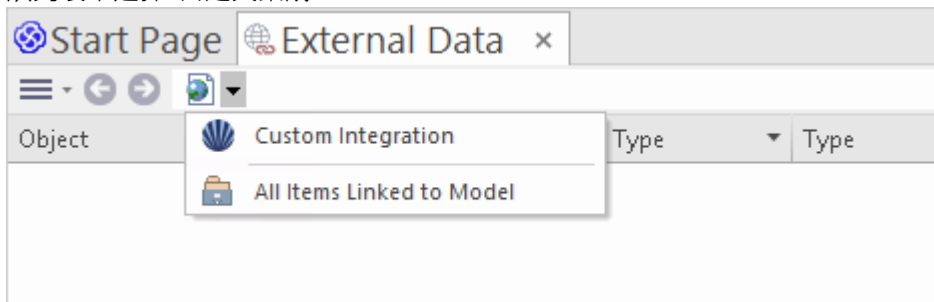 Start Page External Data ×
Custom Integration
Object Type Type
All Items Linked to Model